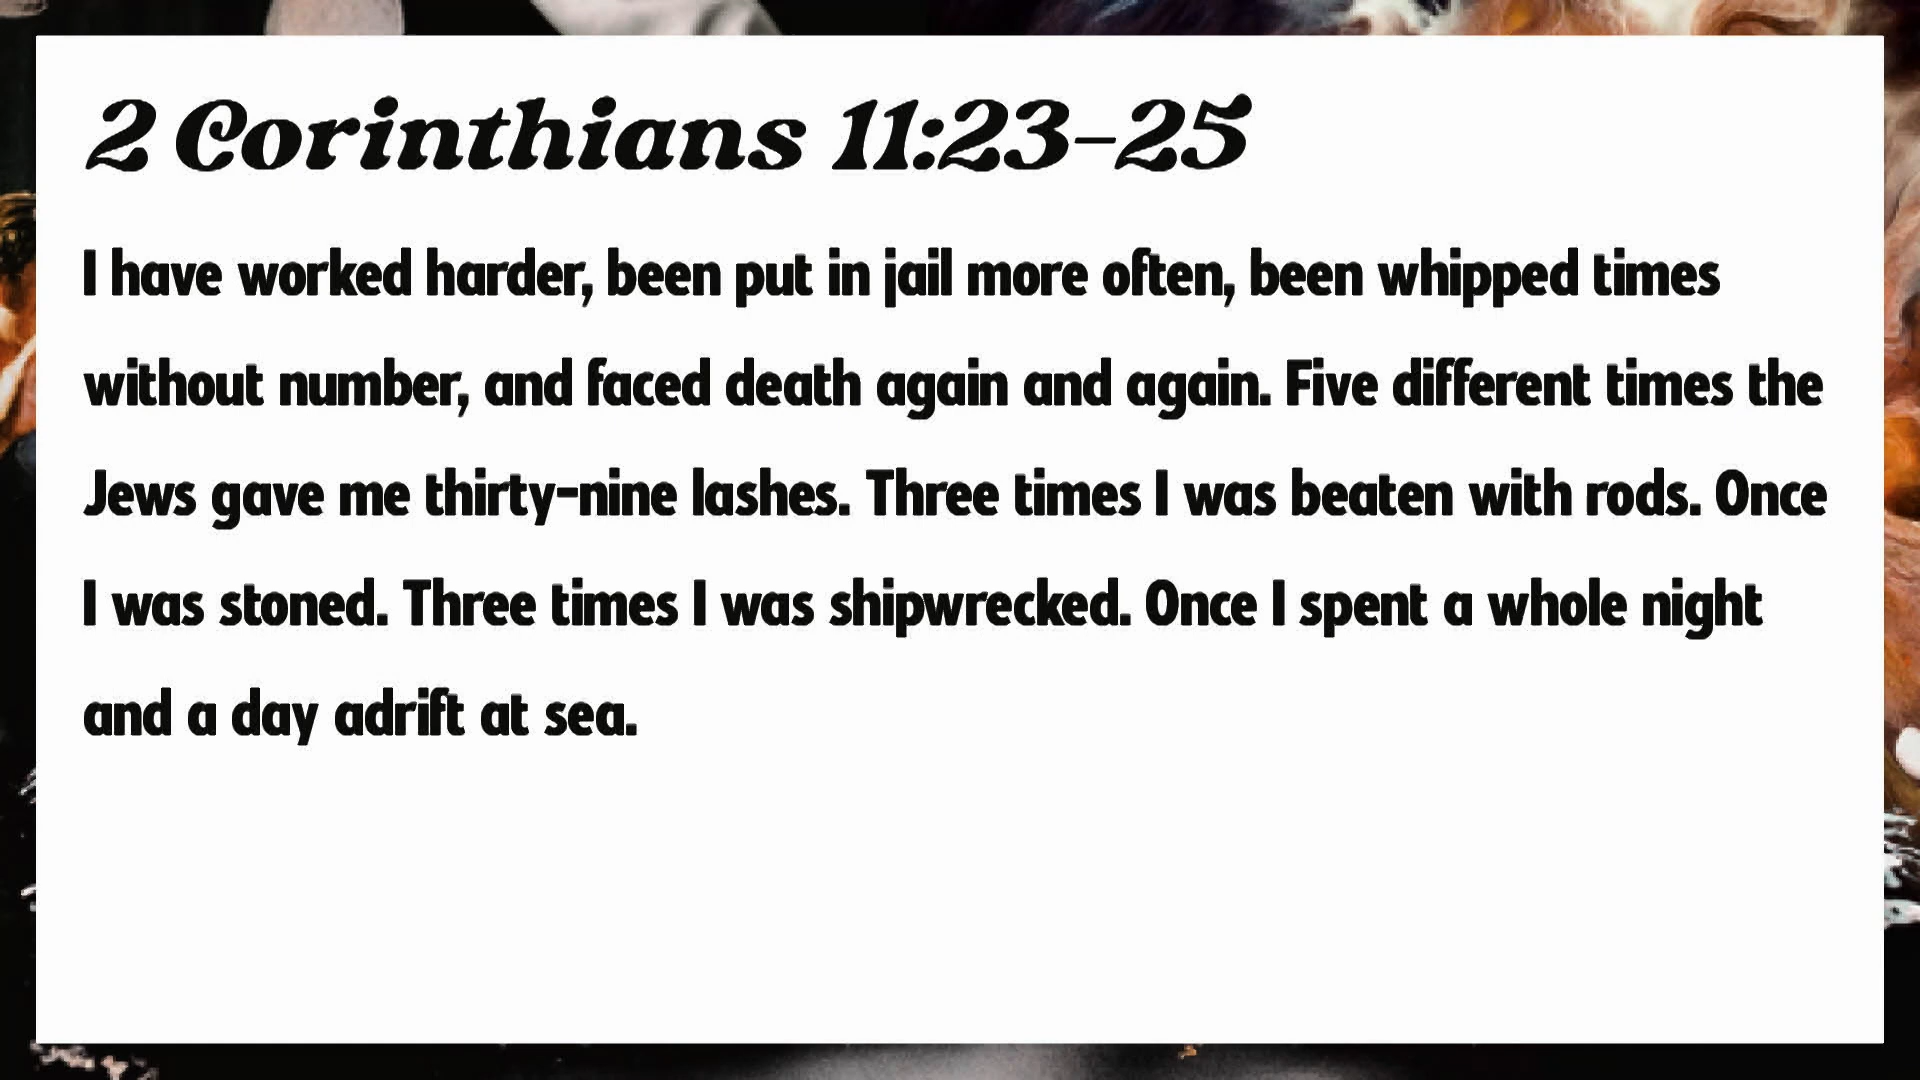 2 Corinthians 11:23–25
I have worked harder, been put in jail more often, been whipped times
without number, and faced death again and again. Five different times the
Jews gave me thirty-nine lashes. Three times I was beaten with rods. Once
I was stoned. Three times I was shipwrecked. Once I spent a whole night
and a day adrift at sea.